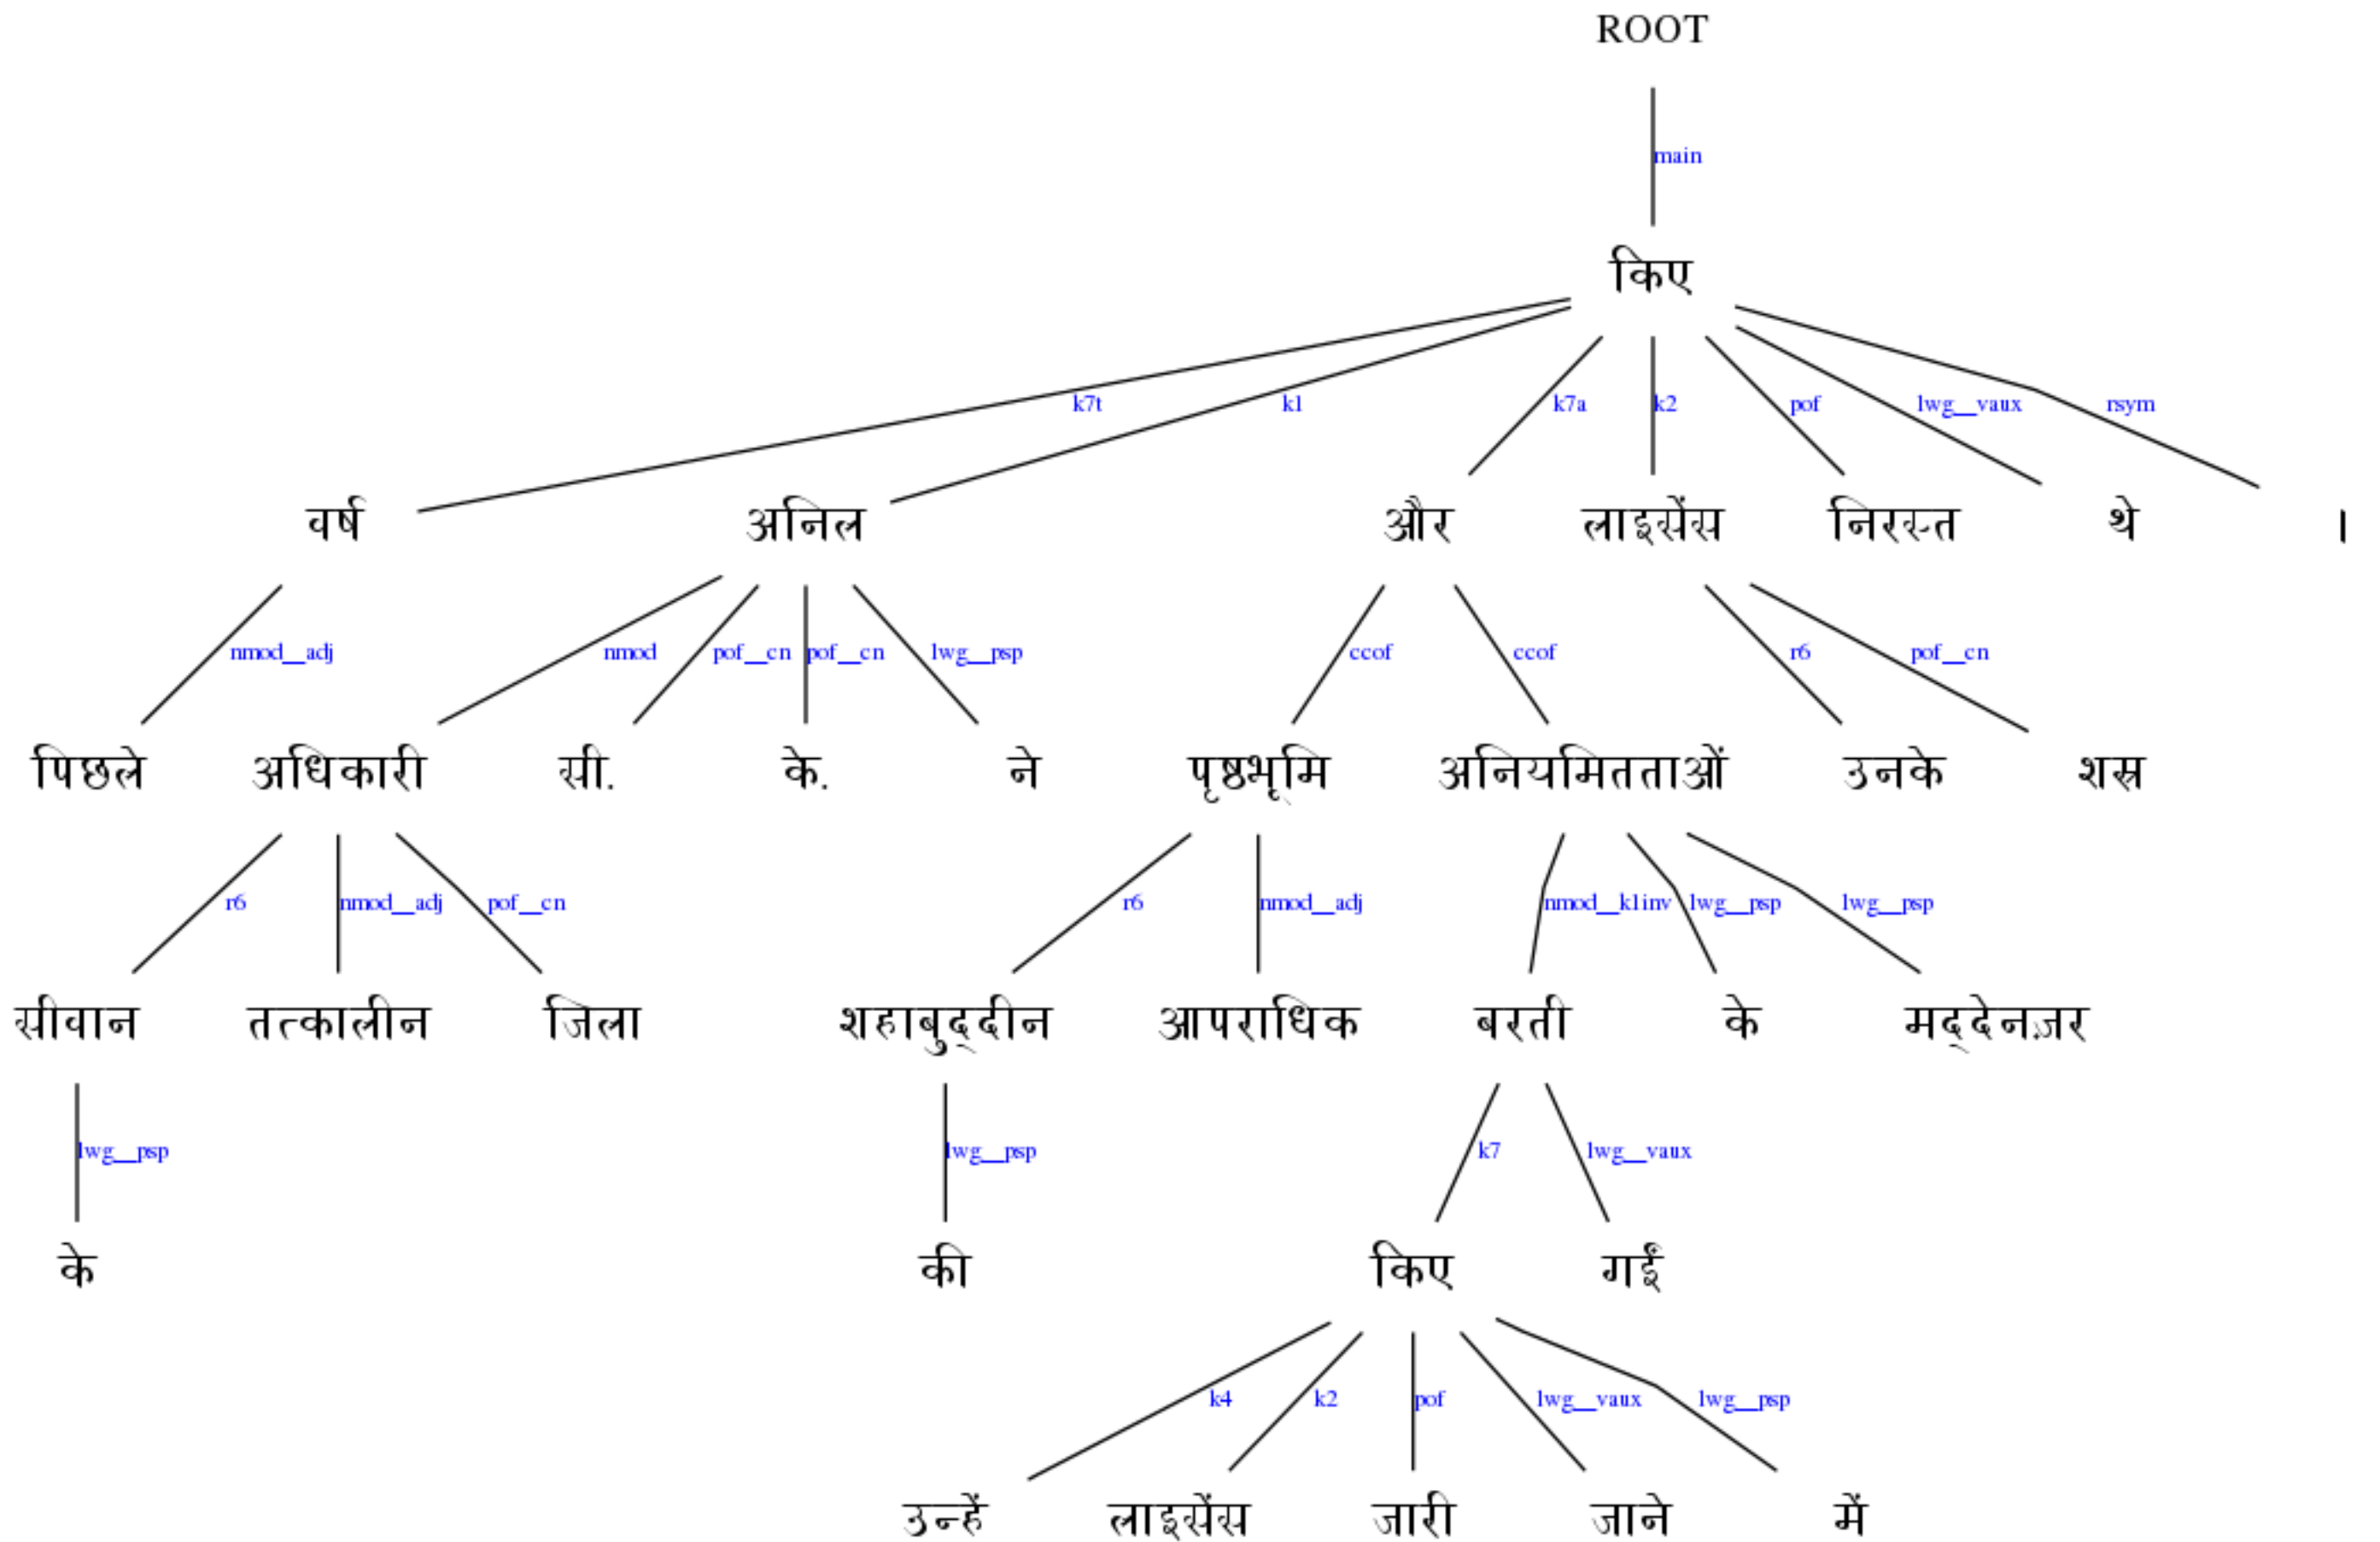 ROOT
main
किए
k7t k1 k7a k2 pof lwg__vaux rsym
वर्ष अनिल और लाइसेंस निरस्त थे ।
nmod__adj nmod pof__cn pof__cn lwg__psp ccof ccof r6 pof__cn
पिछले अधिकारी सी. के. ने पृष्ठभूमि अनियमितताओं उनके शस्त्र
r6 nmod__adj pof__cn r6 nmod__adj nmod__k1inv lwg__psp lwg__psp
सीवान तत्कालीन जिला शहाबुद्दीन आपराधिक बरती के मद्देनज़र
lwg__psp lwg__psp k7 lwg__vaux
के की किए गईं
k4 k2 pof lwg__vaux lwg__psp
उन्हें लाइसेंस जारी जाने में